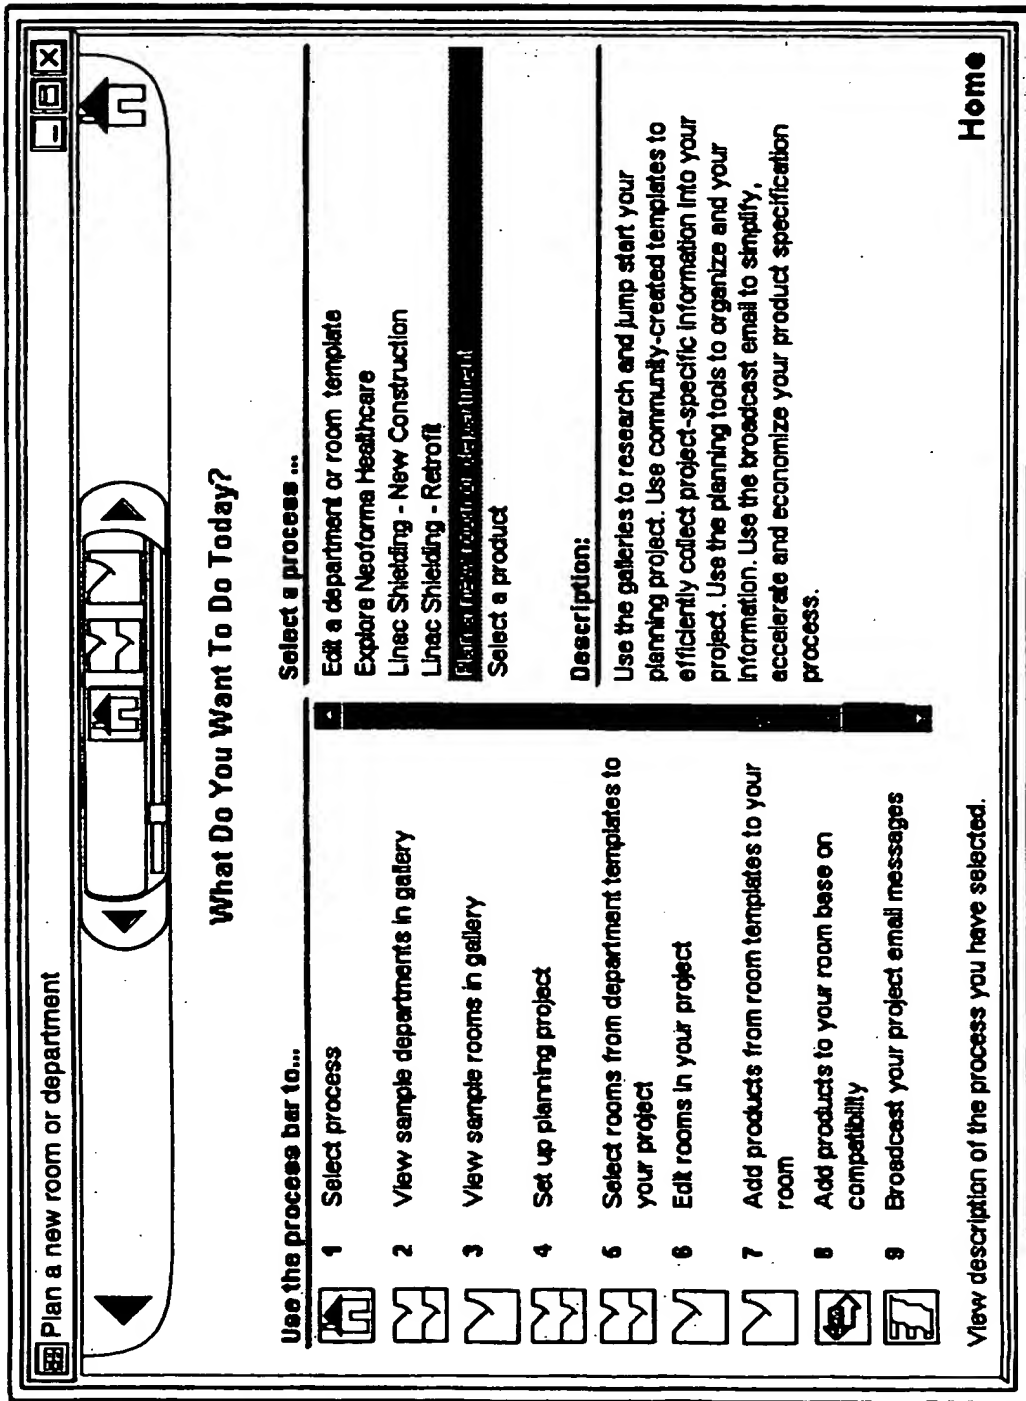 Plan a new room or department
What Do You Want To Do Today?
Use the process bar to...
1 Select process
2 View sample departments in gallery
3 View sample rooms in gallery
4 Set up planning project
5 Select rooms from department templates to
your project
6 Edit rooms in your project
7 Add products from room templates to your
room
8 Add products to your room base on
compatibility
9 Broadcast your project email messages
Select a process ...
Edit a department or room template
Explore Neoforma Healthcare
Linac Shielding - New Construction
Linac Shielding - Retrofit
Plan a new room or department
Select a product
Description:
Use the galleries to research and jump start your
planning project. Use community-created templates to
efficiently collect project-specific information into your
project. Use the planning tools to organize and your
information. Use the broadcast email to simplify,
accelerate and economize your product specification
process.
View description of the process you have selected.
Home